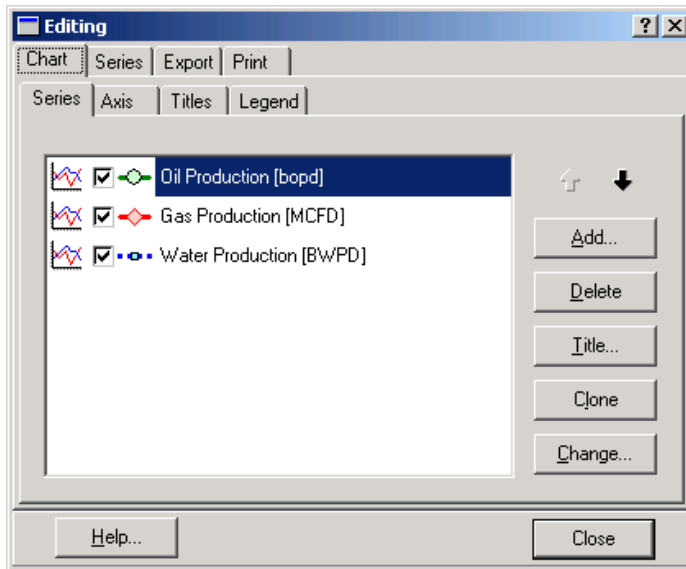 Editing
Chart Series Export Print
Series Axis Titles Legend
Oil Production [bopd]
Gas Production [MCFD]
Water Production [BWPD]
Add...
Delete
Title...
Clone
Change...
Help... Close